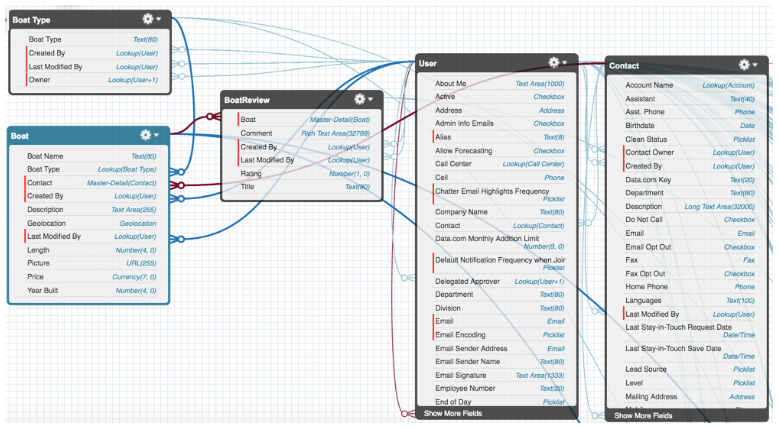 Boat Type
Boat Type Text(80)
Created By Lookup(User)
Last Modified By Lookup(User)
Owner Lookup(User+1)
Boat
Boat Name Text(80)
Boat Type Lookup(Boat Type)
Contact Master-Detail(Contact)
Created By Lookup(User)
Description Text Area(255)
Geolocation Geolocation
Last Modified By Lookup(User)
Length Number(4, 0)
Picture URL(255)
Price Currency(7, 0)
Year Built Number(4, 0)
BoatReview
Boat Master-Detail(Boat)
Comment Rich Text Area(32768)
Created By Lookup(User)
Last Modified By Lookup(User)
Rating Number(1, 0)
Title Text(80)
User
About Me Text Area(1000)
Active Checkbox
Address Address
Admin Info Emails Checkbox
Alias Text(8)
Allow Forecasting Checkbox
Call Center Lookup(Call Center)
Cell Phone
Chatter Email Highlights Frequency
Picklist
Company Name Text(80)
Contact Lookup(Contact)
Data.com Monthly Addition Limit
Number(9, 0)
Default Notification Frequency when Join
Picklist
Delegated Approver Lookup(User+1)
Department Text(80)
Division Text(80)
Email Email
Email Encoding Picklist
Email Sender Address Email
Email Sender Name Text(80)
Email Signature Text Area(1333)
Employee Number Text(20)
End of Day Picklist
Show More Fields
Contact
Account Name Lookup(Account)
Assistant Text(40)
Asst. Phone Phone
Birthdate Date
Clean Status Picklist
Contact Owner Lookup(User)
Created By Lookup(User)
Data.com Key Text(20)
Department Text(80)
Description Long Text Area(32000)
Do Not Call Checkbox
Email Email
Email Opt Out Checkbox
Fax Fax
Fax Opt Out Checkbox
Home Phone Phone
Languages Text(100)
Last Modified By Lookup(User)
Last Stay-in-Touch Request Date
Date/Time
Last Stay-in-Touch Save Date
Date/Time
Lead Source Picklist
Level Picklist
Mailing Address Address
Show More Fields